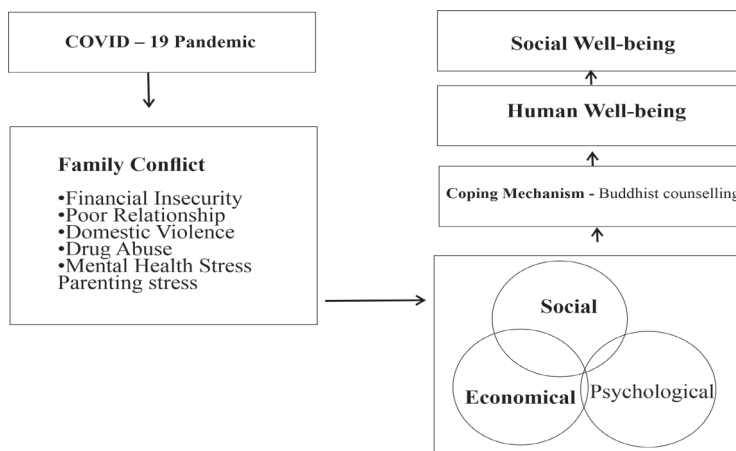 COVID – 19 Pandemic
Family Conflict
•Financial Insecurity
•Poor Relationship
•Domestic Violence
•Drug Abuse
•Mental Health Stress
Parenting stress
Social Well-being
Human Well-being
Coping Mechanism - Buddhist counselling
Social
Economical
Psychological